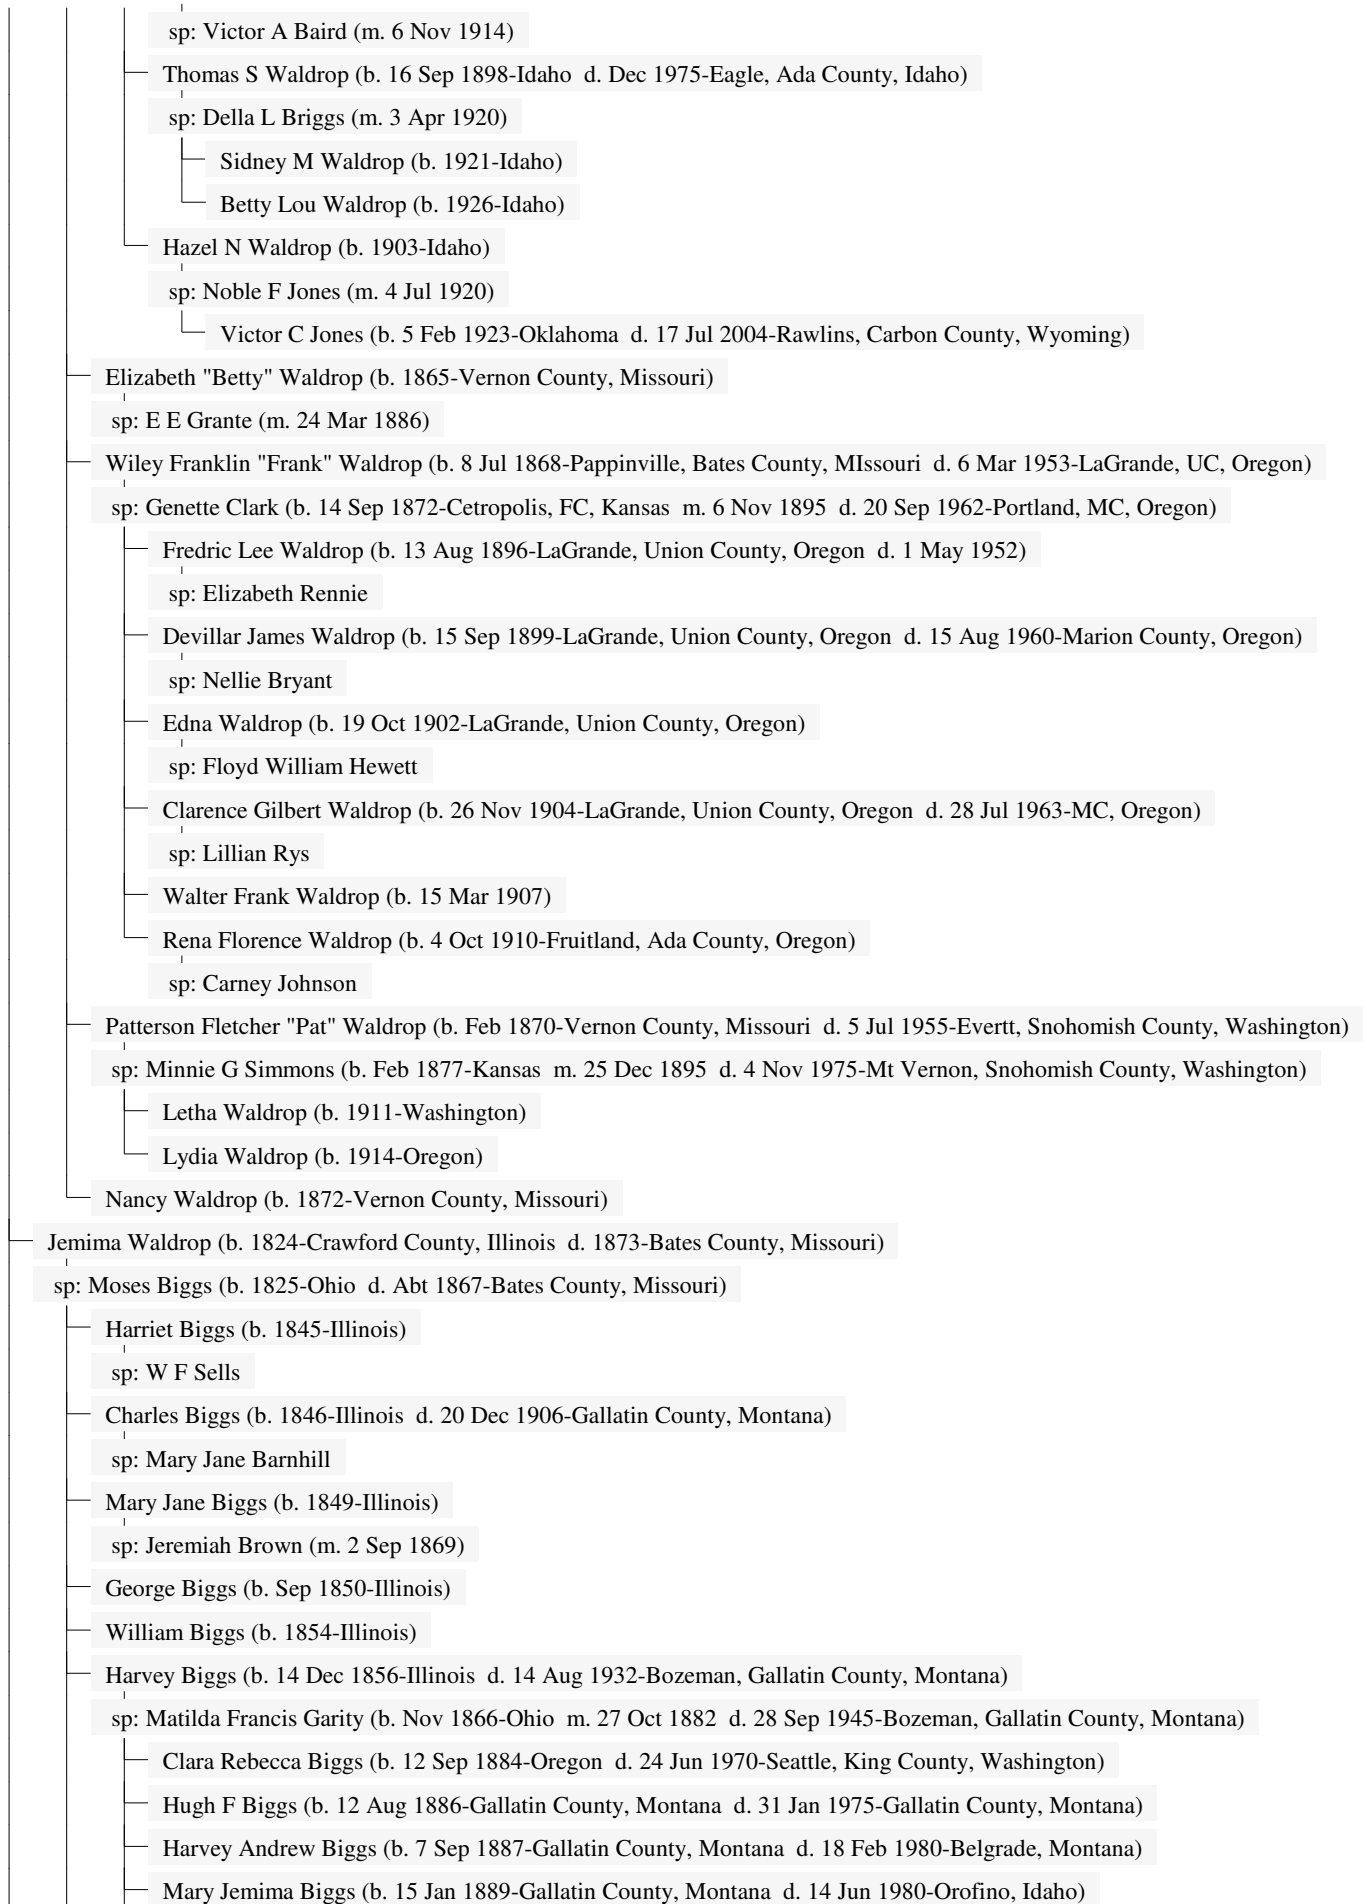 sp: Victor A Baird (m. 6 Nov 1914)
Thomas S Waldrop (b. 16 Sep 1898-Idaho d. Dec 1975-Eagle, Ada County, Idaho)
sp: Della L Briggs (m. 3 Apr 1920)
Sidney M Waldrop (b. 1921-Idaho)
Betty Lou Waldrop (b. 1926-Idaho)
Hazel N Waldrop (b. 1903-Idaho)
sp: Noble F Jones (m. 4 Jul 1920)
Victor C Jones (b. 5 Feb 1923-Oklahoma d. 17 Jul 2004-Rawlins, Carbon County, Wyoming)
Elizabeth "Betty" Waldrop (b. 1865-Vernon County, Missouri)
sp: E E Grante (m. 24 Mar 1886)
Wiley Franklin "Frank" Waldrop (b. 8 Jul 1868-Pappinville, Bates County, MIssouri d. 6 Mar 1953-LaGrande, UC, Oregon)
sp: Genette Clark (b. 14 Sep 1872-Cetropolis, FC, Kansas m. 6 Nov 1895 d. 20 Sep 1962-Portland, MC, Oregon)
Fredric Lee Waldrop (b. 13 Aug 1896-LaGrande, Union County, Oregon d. 1 May 1952)
sp: Elizabeth Rennie
Devillar James Waldrop (b. 15 Sep 1899-LaGrande, Union County, Oregon d. 15 Aug 1960-Marion County, Oregon)
sp: Nellie Bryant
Edna Waldrop (b. 19 Oct 1902-LaGrande, Union County, Oregon)
sp: Floyd William Hewett
Clarence Gilbert Waldrop (b. 26 Nov 1904-LaGrande, Union County, Oregon d. 28 Jul 1963-MC, Oregon)
sp: Lillian Rys
Walter Frank Waldrop (b. 15 Mar 1907)
Rena Florence Waldrop (b. 4 Oct 1910-Fruitland, Ada County, Oregon)
sp: Carney Johnson
Patterson Fletcher "Pat" Waldrop (b. Feb 1870-Vernon County, Missouri d. 5 Jul 1955-Evertt, Snohomish County, Washington)
sp: Minnie G Simmons (b. Feb 1877-Kansas m. 25 Dec 1895 d. 4 Nov 1975-Mt Vernon, Snohomish County, Washington)
Letha Waldrop (b. 1911-Washington)
Lydia Waldrop (b. 1914-Oregon)
Nancy Waldrop (b. 1872-Vernon County, Missouri)
Jemima Waldrop (b. 1824-Crawford County, Illinois d. 1873-Bates County, Missouri)
sp: Moses Biggs (b. 1825-Ohio d. Abt 1867-Bates County, Missouri)
Harriet Biggs (b. 1845-Illinois)
sp: W F Sells
Charles Biggs (b. 1846-Illinois d. 20 Dec 1906-Gallatin County, Montana)
sp: Mary Jane Barnhill
Mary Jane Biggs (b. 1849-Illinois)
sp: Jeremiah Brown (m. 2 Sep 1869)
George Biggs (b. Sep 1850-Illinois)
William Biggs (b. 1854-Illinois)
Harvey Biggs (b. 14 Dec 1856-Illinois d. 14 Aug 1932-Bozeman, Gallatin County, Montana)
sp: Matilda Francis Garity (b. Nov 1866-Ohio m. 27 Oct 1882 d. 28 Sep 1945-Bozeman, Gallatin County, Montana)
Clara Rebecca Biggs (b. 12 Sep 1884-Oregon d. 24 Jun 1970-Seattle, King County, Washington)
Hugh F Biggs (b. 12 Aug 1886-Gallatin County, Montana d. 31 Jan 1975-Gallatin County, Montana)
Harvey Andrew Biggs (b. 7 Sep 1887-Gallatin County, Montana d. 18 Feb 1980-Belgrade, Montana)
Mary Jemima Biggs (b. 15 Jan 1889-Gallatin County, Montana d. 14 Jun 1980-Orofino, Idaho)